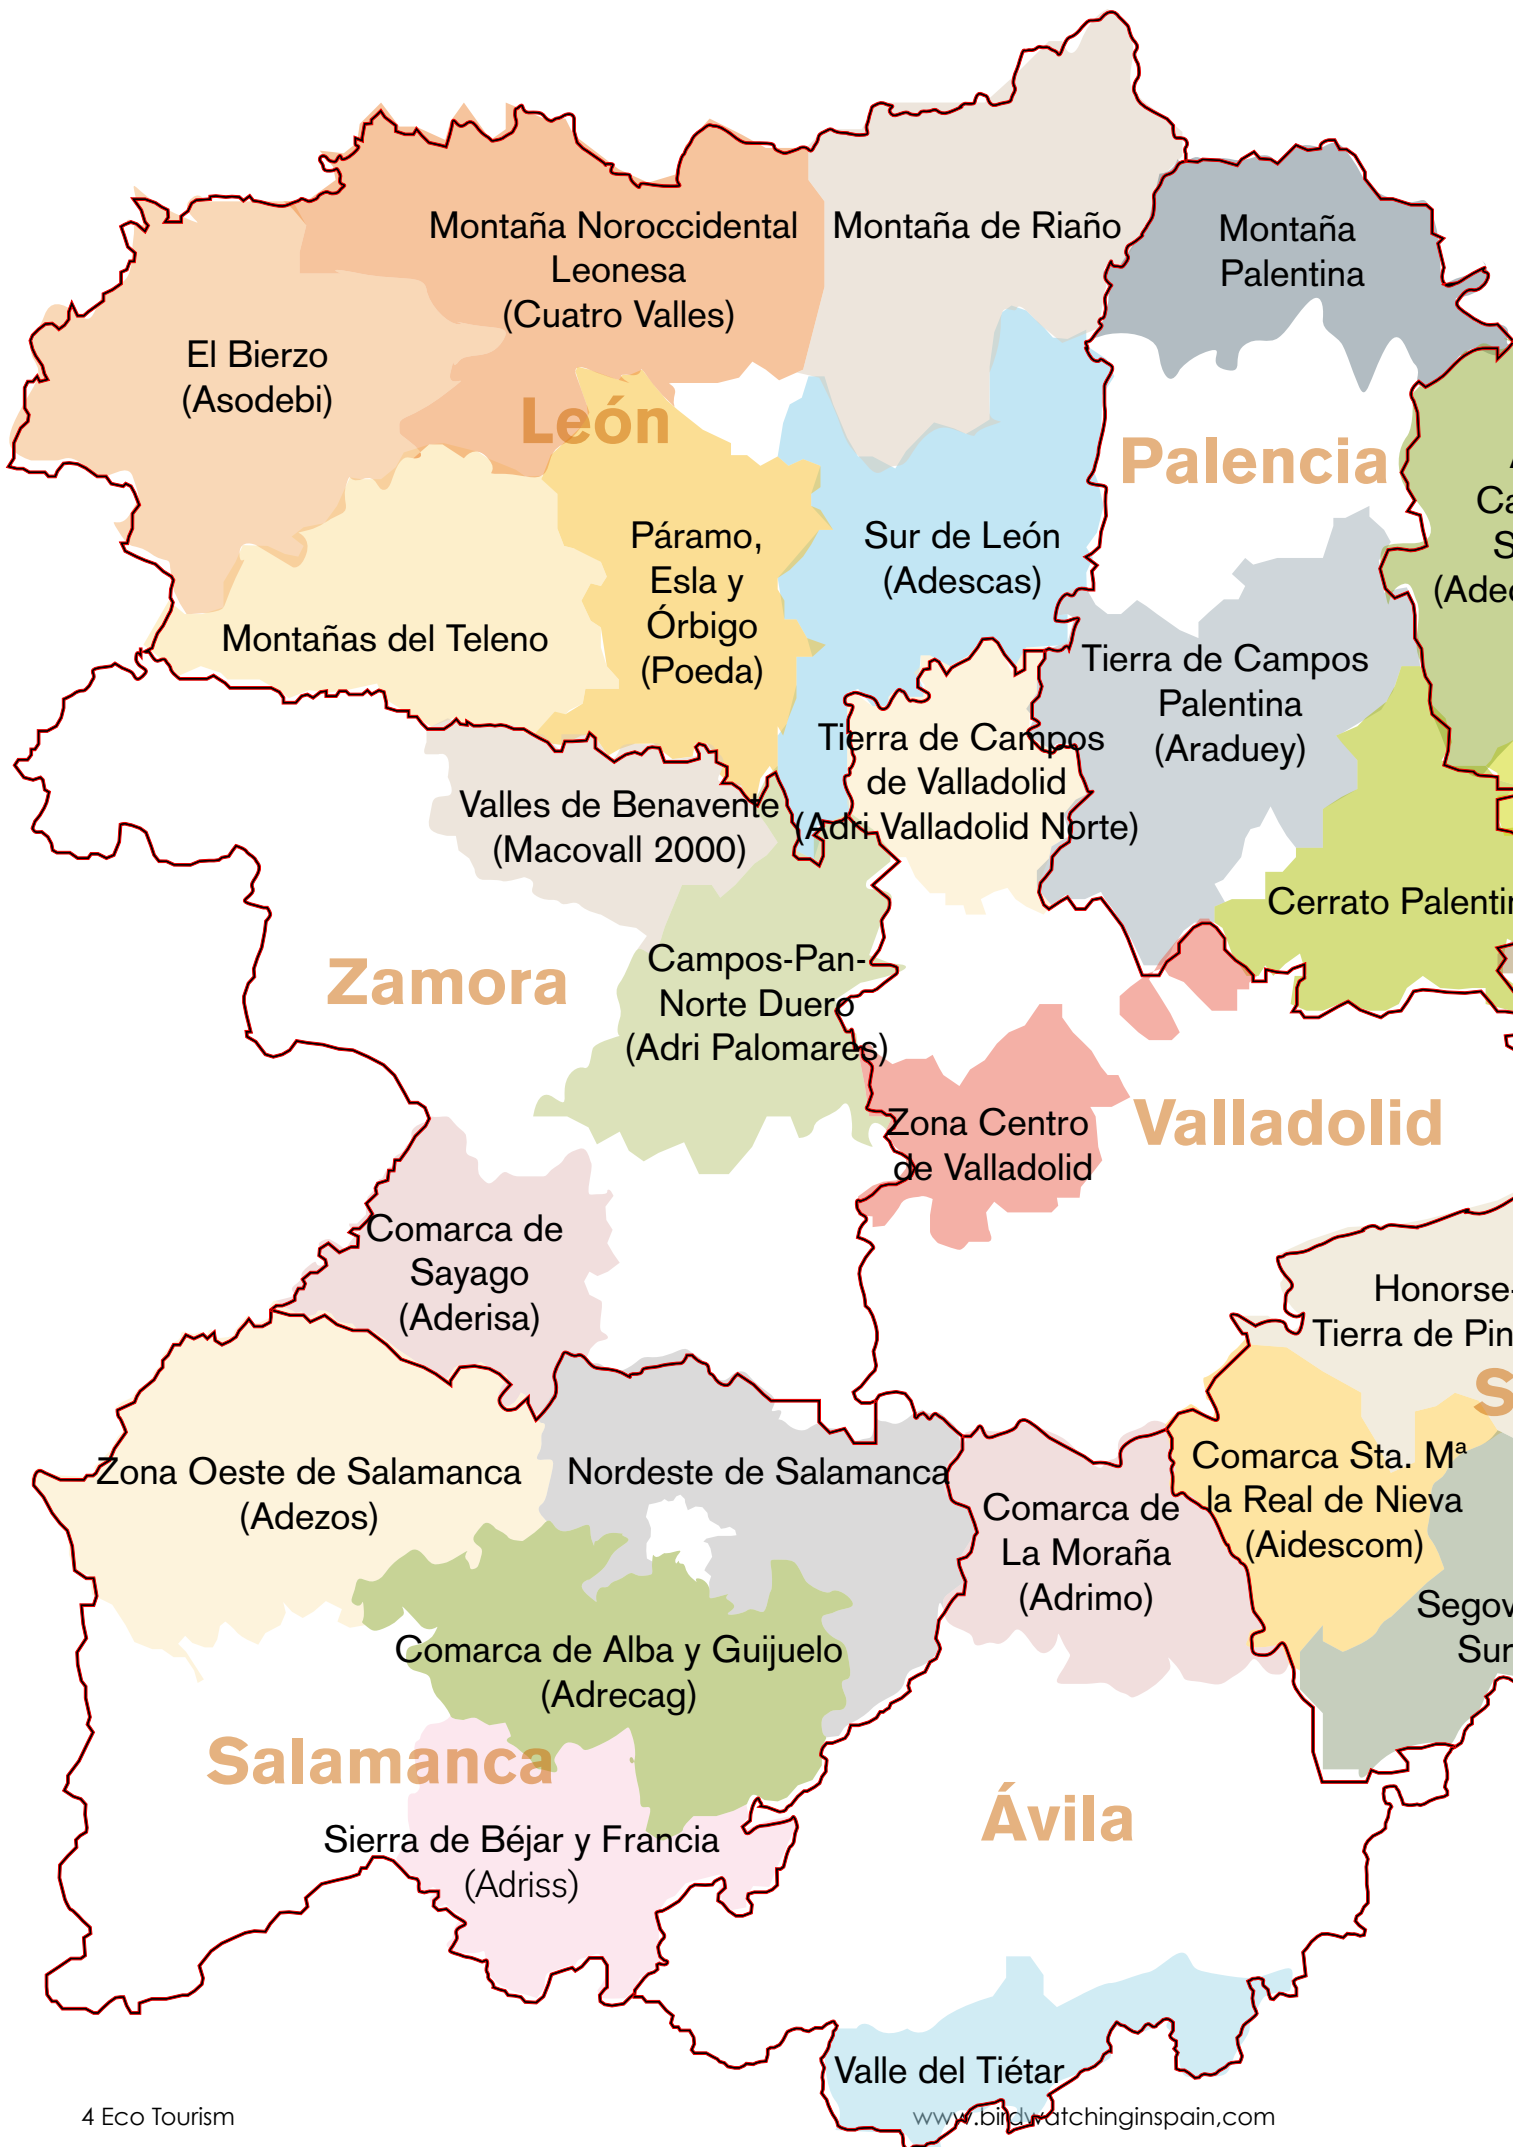 Montaña Noroccidental
Leonesa
(Cuatro Valles)
Montaña de Riaño
Montaña
Palentina
El Bierzo
(Asodebi)
León
Palencia
Páramo,
Esla y
Órbigo
(Poeda)
Sur de León
(Adescas)
Ca
S
(Adec
Montañas del Teleno
Tierra de Campos
Palentina
(Araduey)
Tierra de Campos
de Valladolid
(Adri Valladolid Norte)
Valles de Benavente
(Macovall 2000)
Cerrato Palentin
Zamora
Campos-Pan-
Norte Duero
(Adri Palomares)
Zona Centro
de Valladolid
Valladolid
Comarca de
Sayago
(Aderisa)
Honorse-
Tierra de Pin
S
Zona Oeste de Salamanca
(Adezos)
Nordeste de Salamanca
Comarca de
La Moraña
(Adrimo)
Comarca Sta. Mª
la Real de Nieva
(Aidescom)
Segov
Sur
Comarca de Alba y Guijuelo
(Adrecag)
Salamanca
Ávila
Sierra de Béjar y Francia
(Adriss)
Valle del Tiétar
4 Eco Tourism
www.birdwatchinginspain,com